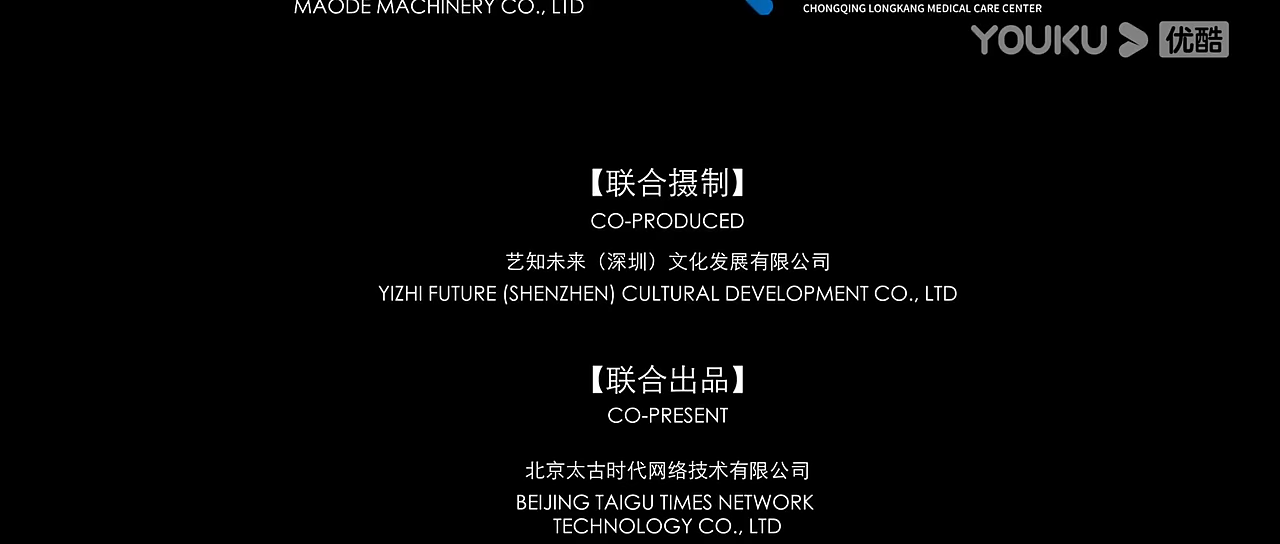 MAODE MACHINERY CO., LTD
CHONGQING LONGKANG MEDICAL CARE CENTER
YOUKU 优酷
【联合摄制】
CO-PRODUCED
艺知未来（深圳）文化发展有限公司
YIZHI FUTURE (SHENZHEN) CULTURAL DEVELOPMENT CO., LTD
【联合出品】
CO-PRESENT
北京太古时代网络技术有限公司
BEIJING TAIGU TIMES NETWORK
TECHNOLOGY CO., LTD